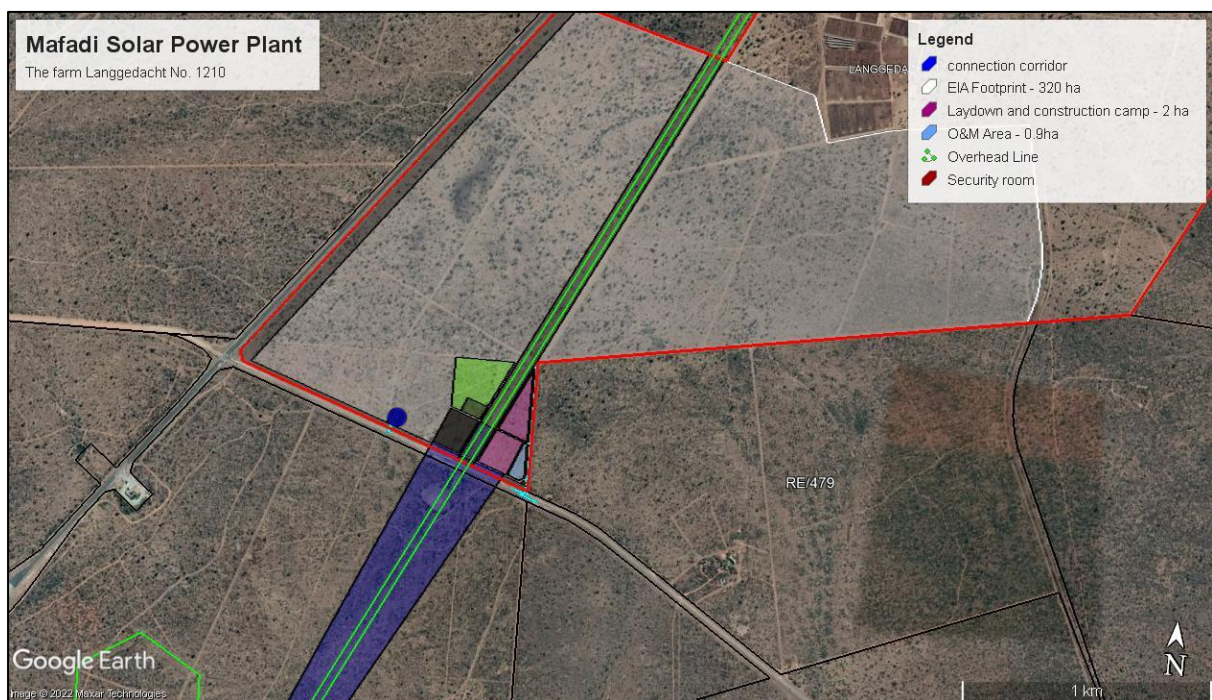 Mafadi Solar Power Plant
The farm Langgedacht No. 1210
Legend
connection corridor
EIA Footprint - 320 ha
Laydown and construction camp - 2 ha
O&M Area - 0.9ha
Overhead Line
Security room
LANGGEDA
RE/479
Google Earth
Image © 2022 Maxar Technologies
N
1 km